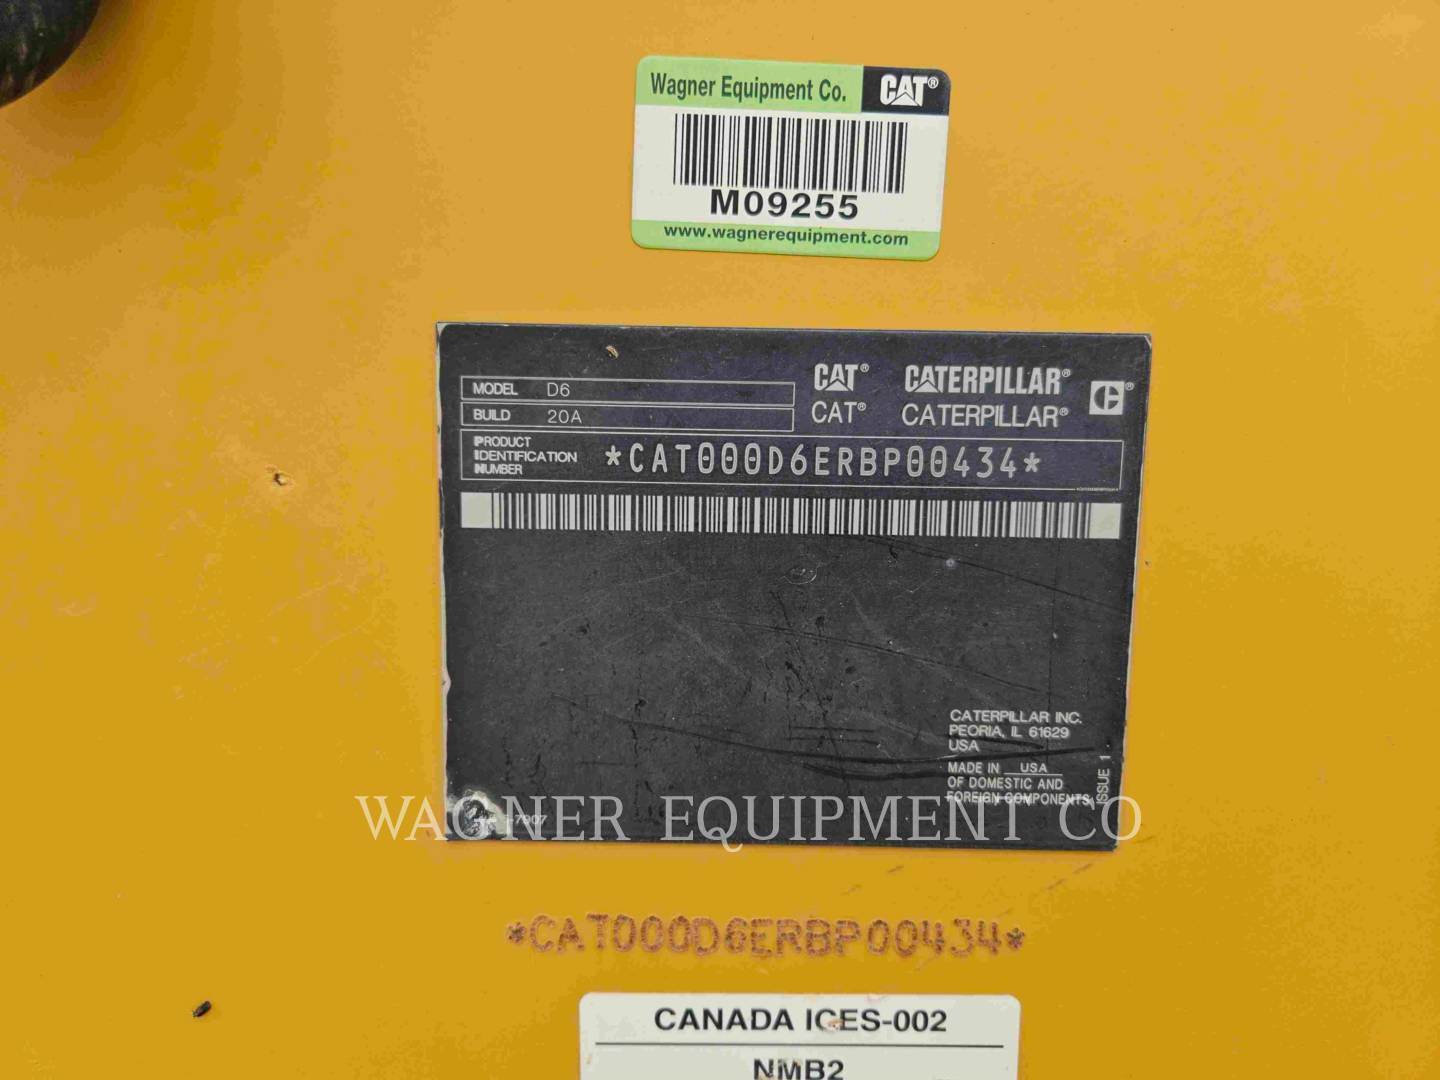 Wagner Equipment Co. CAT®
M09255
www.wagnerequipment.com
CAT® CATERPILLAR® ®
CAT® CATERPILLAR®
MODEL D6
BUILD 20A
PRODUCT
IDENTIFICATION
NUMBER
*CAT000D6ERBP00434*
CATERPILLAR INC.
PEORIA, IL 61629
USA
MADE IN USA
OF DOMESTIC AND
FOREIGN COMPONENTS
ISSUE 1
-7907
WAGNER EQUIPMENT CO
*CAT000D6ERBP00434*
CANADA ICES-002
NMB2